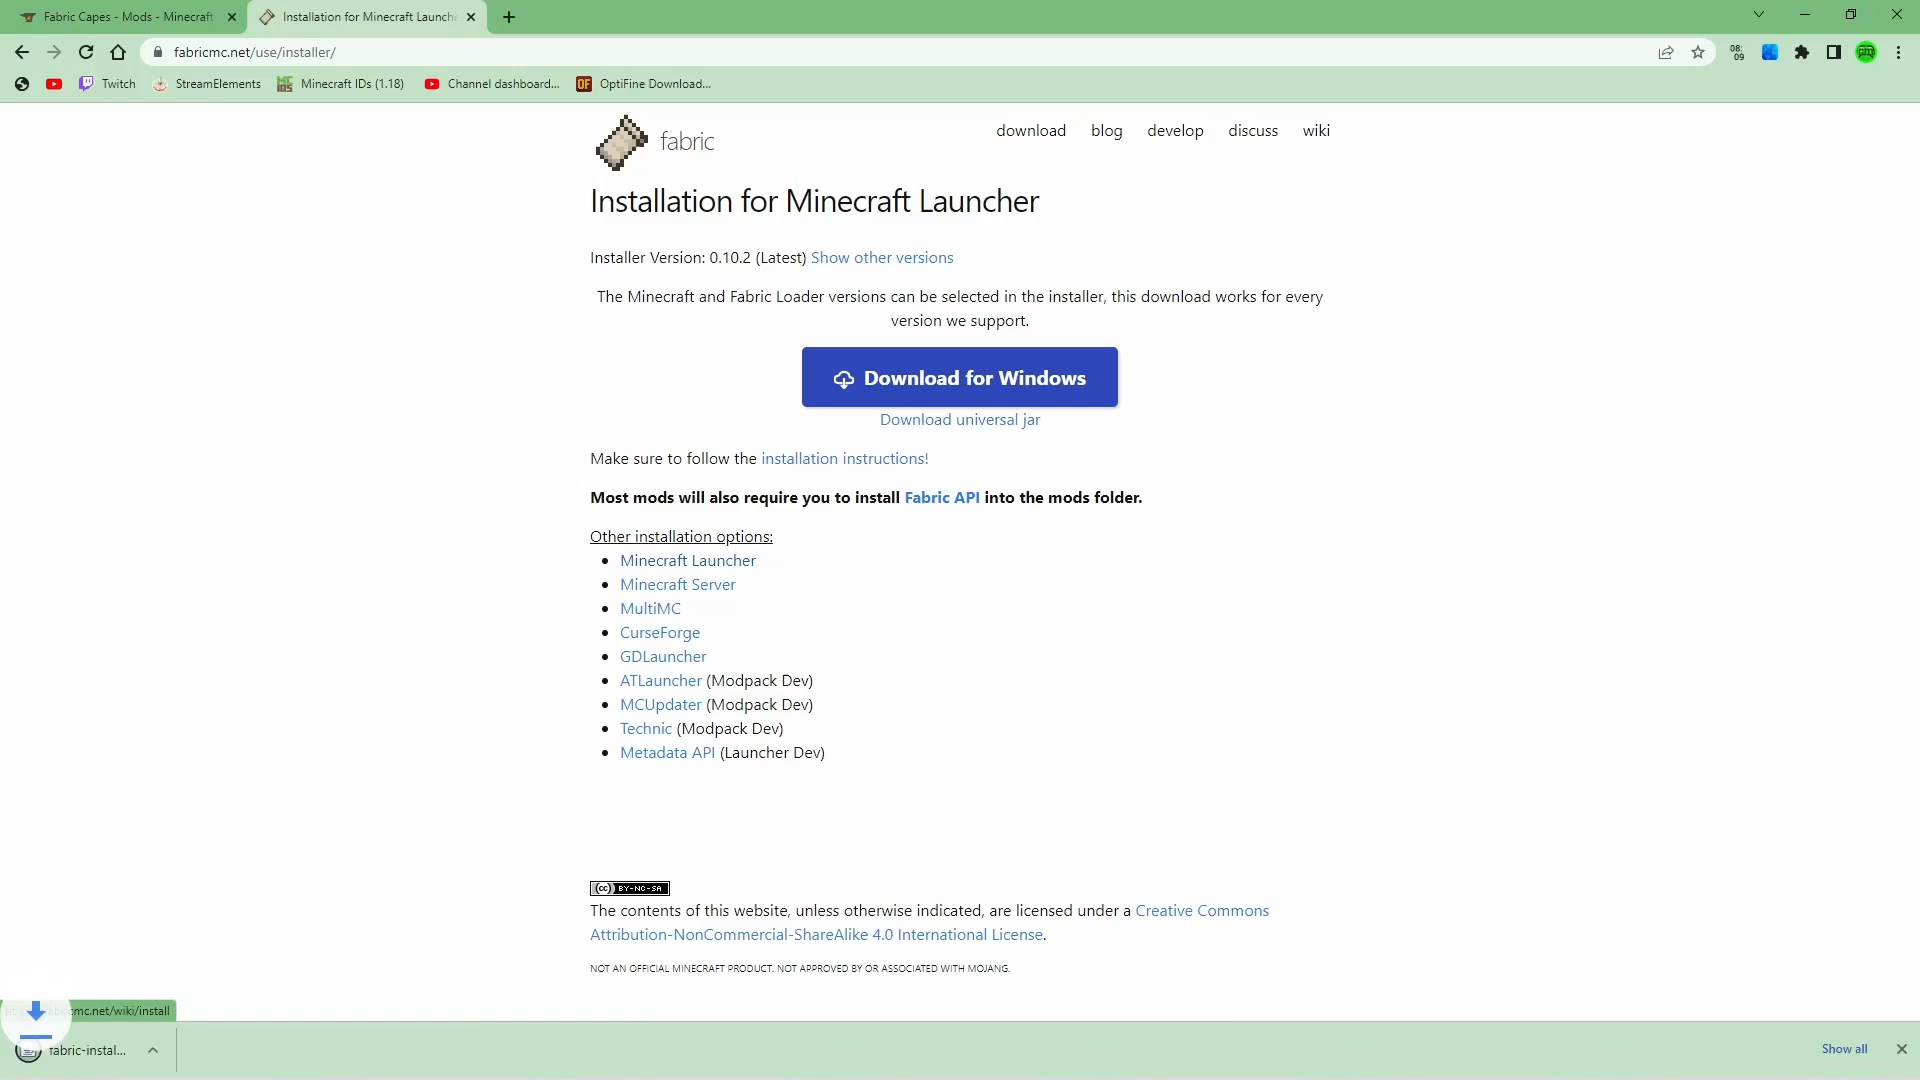 Fabric Capes - Mods - Minecraft
Installation for Minecraft Launche
fabricmc.net/use/installer/
08:
09
Twitch
StreamElements
MC
IDS
Minecraft IDs (1.18)
Channel dashboard...
OF
OptiFine Download...
fabric
download
blog
develop
discuss
wiki
Installation for Minecraft Launcher
Installer Version: 0.10.2 (Latest) Show other versions
The Minecraft and Fabric Loader versions can be selected in the installer, this download works for every
version we support.
Download for Windows
Download universal jar
Make sure to follow the installation instructions!
Most mods will also require you to install Fabric API into the mods folder.
Other installation options:
Minecraft Launcher
Minecraft Server
MultiMC
CurseForge
GDLauncher
ATLauncher (Modpack Dev)
MCUpdater (Modpack Dev)
Technic (Modpack Dev)
Metadata API (Launcher Dev)
(cc) BY-NC-SA
The contents of this website, unless otherwise indicated, are licensed under a Creative Commons
Attribution-NonCommercial-ShareAlike 4.0 International License.
NOT AN OFFICIAL MINECRAFT PRODUCT. NOT APPROVED BY OR ASSOCIATED WITH MOJANG.
mc.net/wiki/install
fabric-instal...
Show all